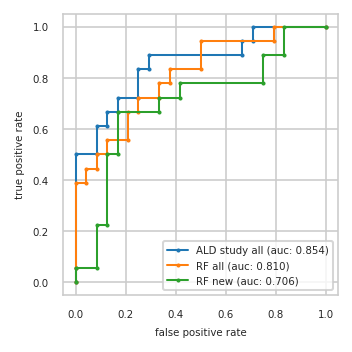 1.0
0.8
0.6
0.4
0.2
0.0
true positive rate
ALD study all (auc: 0.854)
RF all (auc: 0.810)
RF new (auc: 0.706)
0.0 0.2 0.4 0.6 0.8 1.0
false positive rate